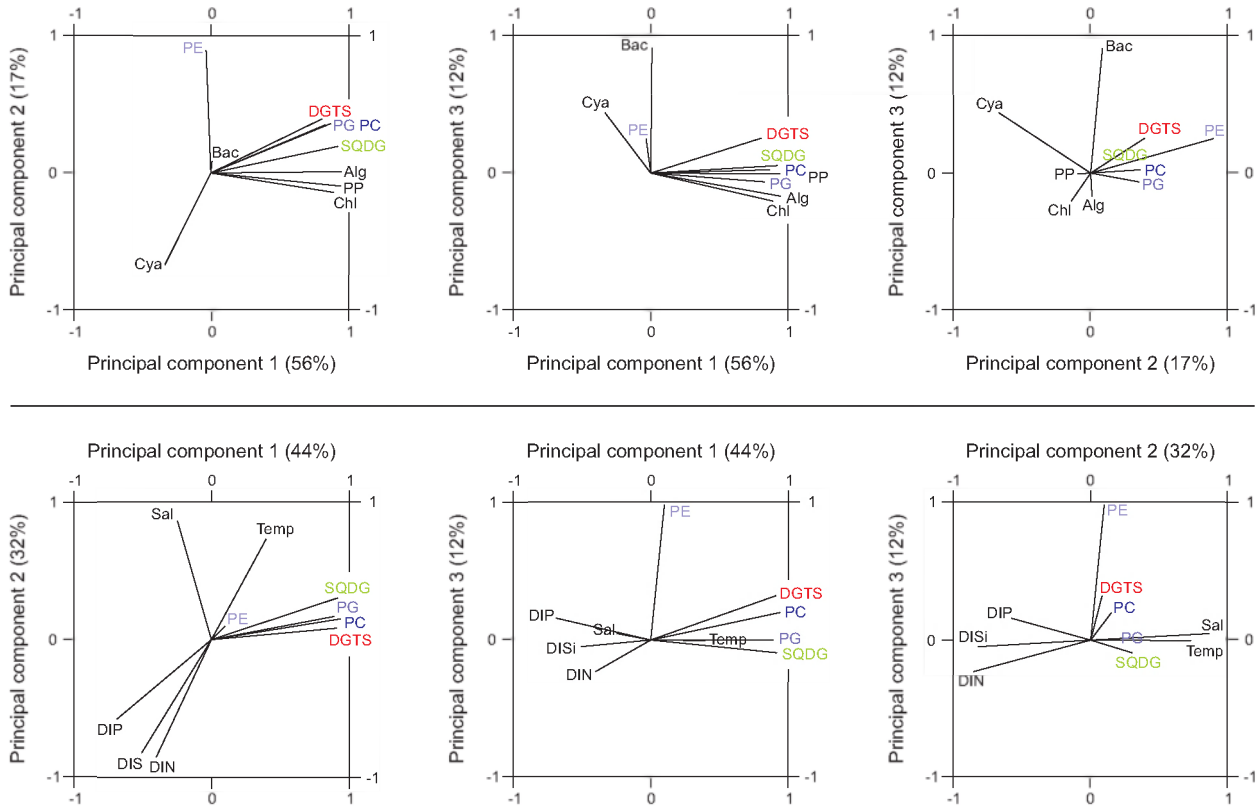 -1 0 1
1
0
-1
-1
1
Principal component 2 (17%)
PE
DGTS
PG PC
SQDG
Bac
Alg
PP
Chl
Cya
-1 0 1
Principal component 1 (56%)
-1 0 1
1
0
-1
-1
1
Principal component 3 (12%)
Bac
Cya
PE
DGTS
SQDG
PC
PP
PG
Alg
Chl
-1 0 1
Principal component 1 (56%)
-1 0 1
1
0
-1
1
0
-1
Principal component 3 (12%)
Bac
Cya
DGTS
PE
SQDG
PP
PC
PG
Chl
Alg
-1 0 1
Principal component 2 (17%)
Principal component 1 (44%)
-1 0 1
1
0
-1
1
-1
Principal component 2 (32%)
Sal
Temp
SQDG
PG
PE
PC
DGTS
DIP
DIS
DIN
-1 0 1
Principal component 1 (44%)
-1 0 1
1
0
-1
1
-1
Principal component 3 (12%)
PE
DGTS
DIP
PC
Sal
Temp
PG
DISi
SQDG
DIN
-1 0 1
Principal component 2 (32%)
-1 0 1
1
0
-1
1
0
-1
Principal component 3 (12%)
PE
DGTS
DIP
PC
Sal
DISi
PG
Temp
SQDG
DIN
-1 0 1